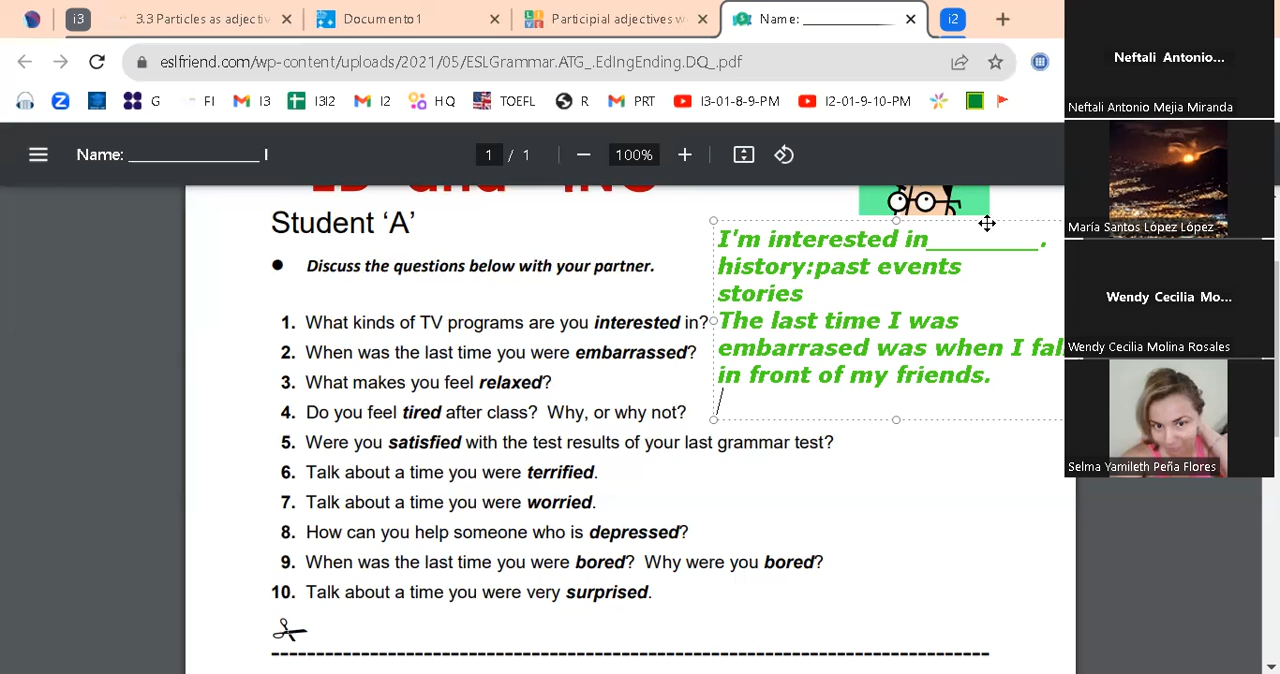 i3
3.3 Particles as adjectiv
Documento1
Participial adjectives w
Name: ______________
i2
eslfriend.com/wp-content/uploads/2021/05/ESLGrammar.ATG_.EdIngEnding.DQ_.pdf
G
FI
I3
I3I2
I2
HQ
TOEFL
R
PRT
I3-01-8-9-PM
I2-01-9-10-PM
Name: ________________ I
1 / 1
100%
Student ‘A’
Discuss the questions below with your partner.
1. What kinds of TV programs are you interested in?
2. When was the last time you were embarrassed?
3. What makes you feel relaxed?
4. Do you feel tired after class? Why, or why not?
5. Were you satisfied with the test results of your last grammar test?
6. Talk about a time you were terrified.
7. Talk about a time you were worried.
8. How can you help someone who is depressed?
9. When was the last time you were bored? Why were you bored?
10. Talk about a time you were very surprised.
I'm interested in_________.
history:past events
stories
The last time I was
embarrased was when I fal
in front of my friends.
Neftali Antonio...
Neftali Antonio Mejia Miranda
María Santos López López
Wendy Cecilia Mo...
Wendy Cecilia Molina Rosales
Selma Yamileth Peña Flores